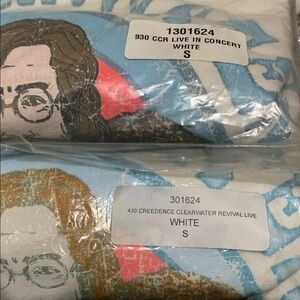 1301624
930 CCR LIVE IN CONCERT
WHITE
S
301624
430 CREEDENCE CLEARWATER REVIVAL LIVE
WHITE
S